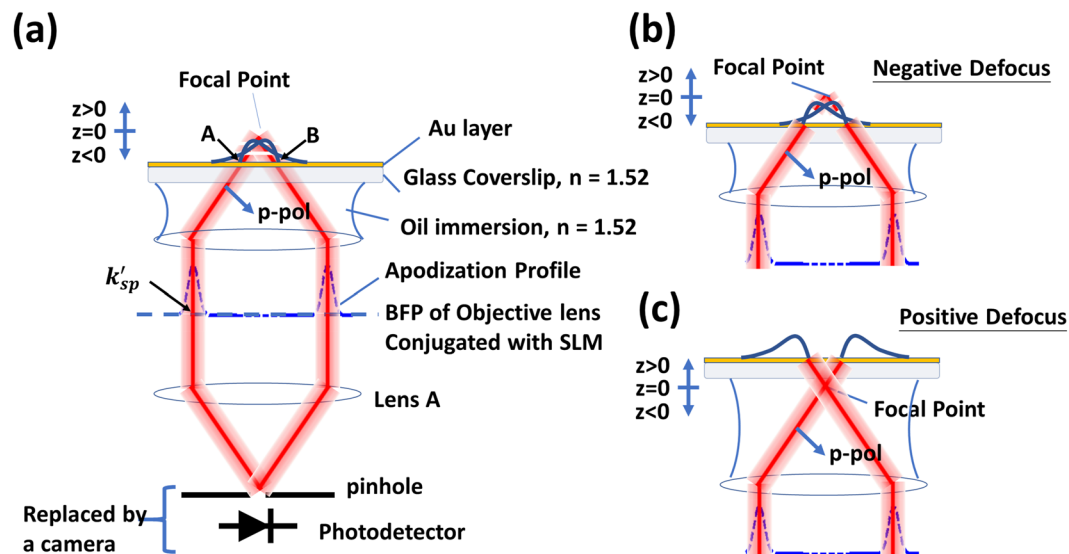 (a)
Focal Point
z>0
z=0
z<0
A
B
Au layer
Glass Coverslip, n = 1.52
p-pol
Oil immersion, n = 1.52
k'sp
Apodization Profile
BFP of Objective lens
Conjugated with SLM
Lens A
pinhole
Replaced by
a camera
Photodetector
(b)
Focal Point
Negative Defocus
z>0
z=0
z<0
p-pol
(c)
Positive Defocus
z>0
z=0
z<0
Focal Point
p-pol